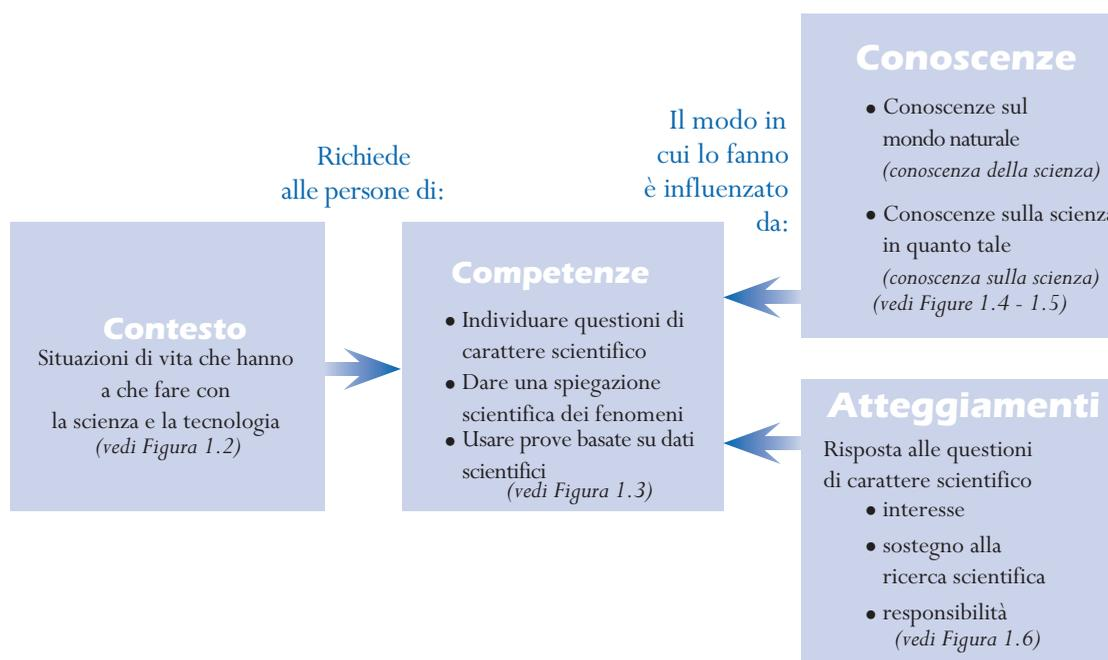 Richiede
alle persone di:
Il modo in
cui lo fanno
è influenzato
da:
Contesto
Situazioni di vita che hanno
a che fare con
la scienza e la tecnologia
(vedi Figura 1.2)
Competenze
• Individuare questioni di
carattere scientifico
• Dare una spiegazione
scientifica dei fenomeni
• Usare prove basate su dati
scientifici
(vedi Figura 1.3)
Conoscenze
• Conoscenze sul
mondo naturale
(conoscenza della scienza)
• Conoscenze sulla scienza
in quanto tale
(conoscenza sulla scienza)
(vedi Figure 1.4 - 1.5)
Atteggiamenti
Risposta alle questioni
di carattere scientifico
• interesse
• sostegno alla
ricerca scientifica
• responsibilità
(vedi Figura 1.6)